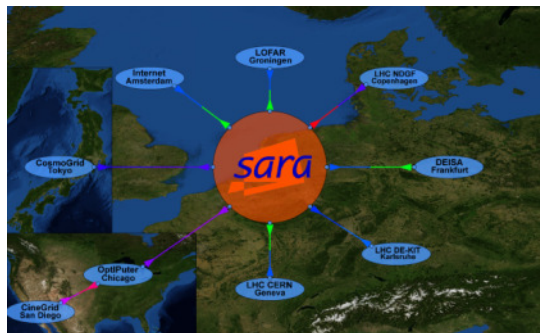 LOFAR
Groningen
Internet
Amsterdam
LHC NDGF
Copenhagen
CosmoGrid
Tokyo
sara
DEISA
Frankfurt
LHC DE-KIT
Karlsruhe
OptIPuter
Chicago
LHC CERN
Geneva
CineGrid
San Diego